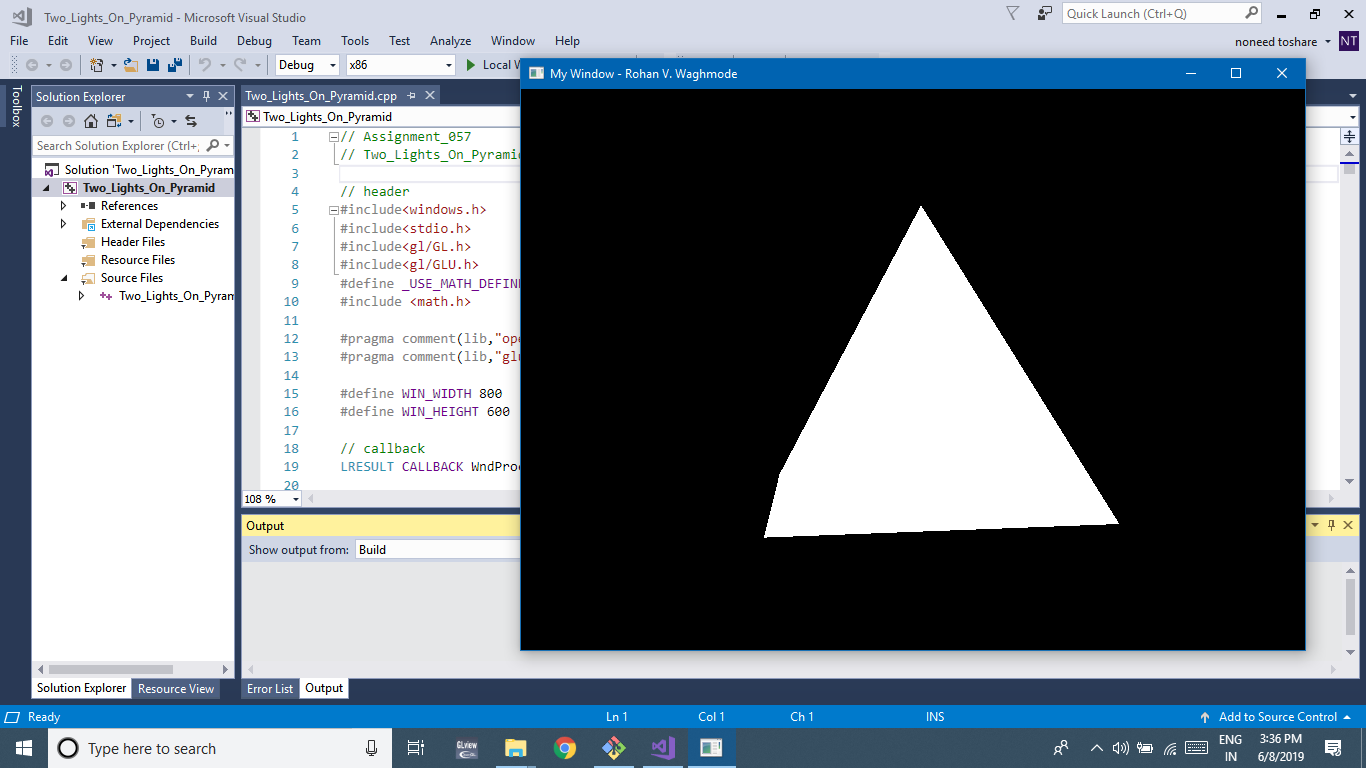 Two_Lights_On_Pyramid - Microsoft Visual Studio
Quick Launch (Ctrl+Q)
File Edit View Project Build Debug Team Tools Test Analyze Window Help
noneed toshare NT
Debug x86 Local W
My Window - Rohan V. Waghmode
Toolbox
Solution Explorer
Search Solution Explorer (Ctrl+;
Solution 'Two_Lights_On_Pyram
Two_Lights_On_Pyramid
References
External Dependencies
Header Files
Resource Files
Source Files
Two_Lights_On_Pyram
Solution Explorer Resource View
Two_Lights_On_Pyramid.cpp
Two_Lights_On_Pyramid
1 // Assignment_057
2 // Two_Lights_On_Pyramid
3
4 // header
5 #include<windows.h>
6 #include<stdio.h>
7 #include<gl/GL.h>
8 #include<gl/GLU.h>
9 #define _USE_MATH_DEFINE
10 #include <math.h>
11
12 #pragma comment(lib,"ope
13 #pragma comment(lib,"glu
14
15 #define WIN_WIDTH 800
16 #define WIN_HEIGHT 600
17
18 // callback
19 LRESULT CALLBACK WndProc
20
108 %
Output
Show output from: Build
Error List Output
Ready Ln 1 Col 1 Ch 1 INS Add to Source Control
Type here to search
GLview
ENG
IN
3:36 PM
6/8/2019